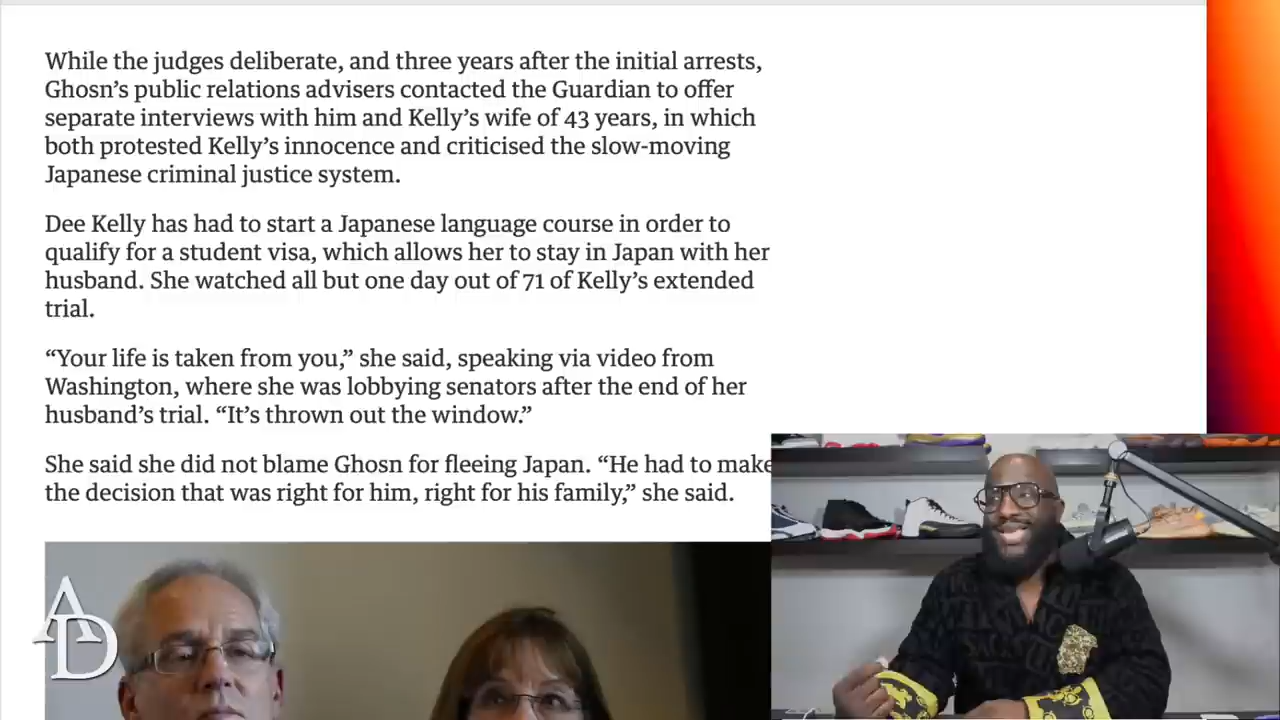 While the judges deliberate, and three years after the initial arrests,
Ghosn’s public relations advisers contacted the Guardian to offer
separate interviews with him and Kelly’s wife of 43 years, in which
both protested Kelly’s innocence and criticised the slow-moving
Japanese criminal justice system.
Dee Kelly has had to start a Japanese language course in order to
qualify for a student visa, which allows her to stay in Japan with her
husband. She watched all but one day out of 71 of Kelly’s extended
trial.
“Your life is taken from you,” she said, speaking via video from
Washington, where she was lobbying senators after the end of her
husband’s trial. “It’s thrown out the window.”
She said she did not blame Ghosn for fleeing Japan. “He had to make
the decision that was right for him, right for his family,” she said.
AD